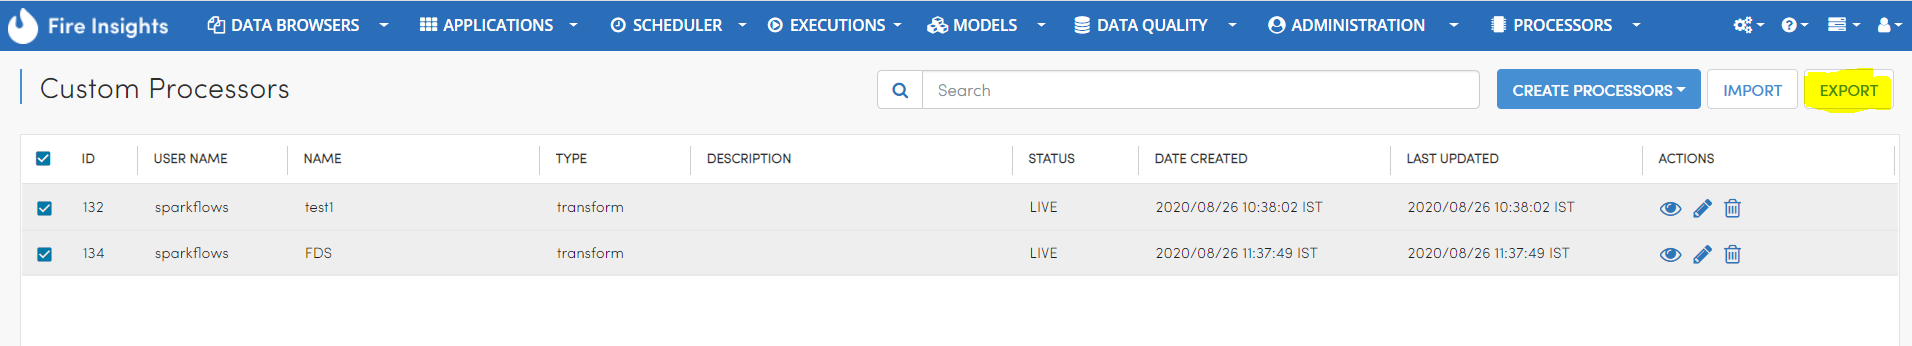 Fire Insights DATA BROWSERS APPLICATIONS SCHEDULER EXECUTIONS MODELS DATA QUALITY ADMINISTRATION PROCESSORS
Custom Processors Search CREATE PROCESSORS IMPORT EXPORT
ID USER NAME NAME TYPE DESCRIPTION STATUS DATE CREATED LAST UPDATED ACTIONS
132 sparkflows test1 transform LIVE 2020/08/26 10:38:02 IST 2020/08/26 10:38:02 IST
134 sparkflows FDS transform LIVE 2020/08/26 11:37:49 IST 2020/08/26 11:37:49 IST